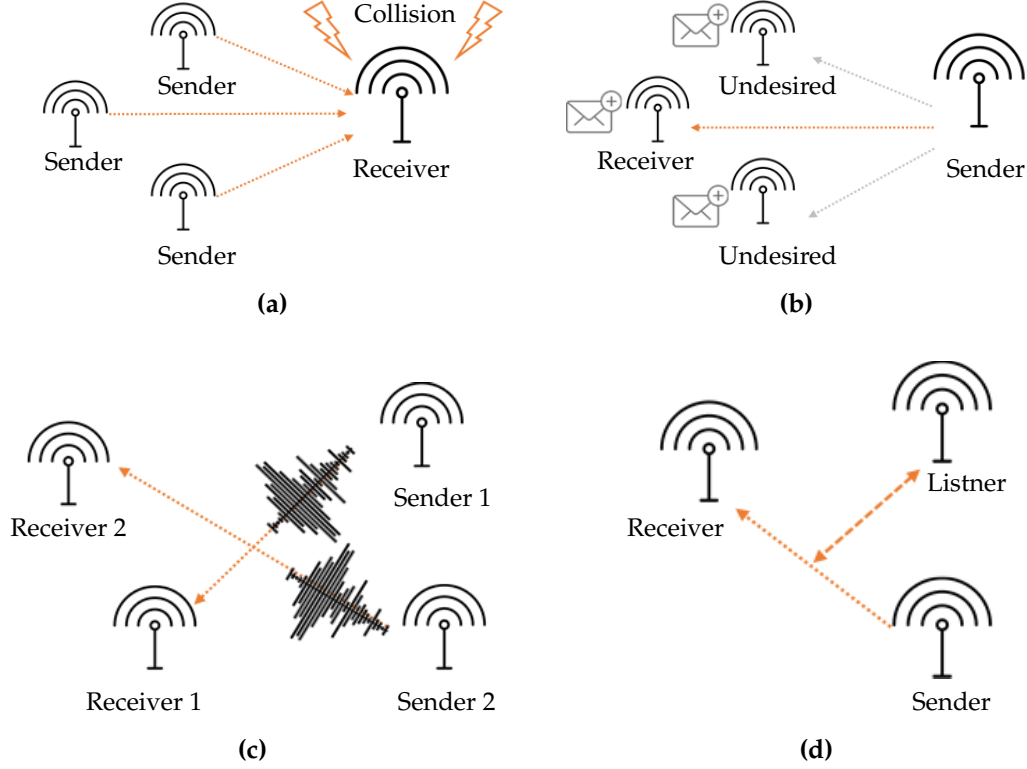 Collision
Sender
Sender
Receiver
Sender
(a)
Undesired
Receiver
Sender
Undesired
(b)
Sender 1
Receiver 2
Receiver 1
Sender 2
(c)
Listner
Receiver
Sender
(d)